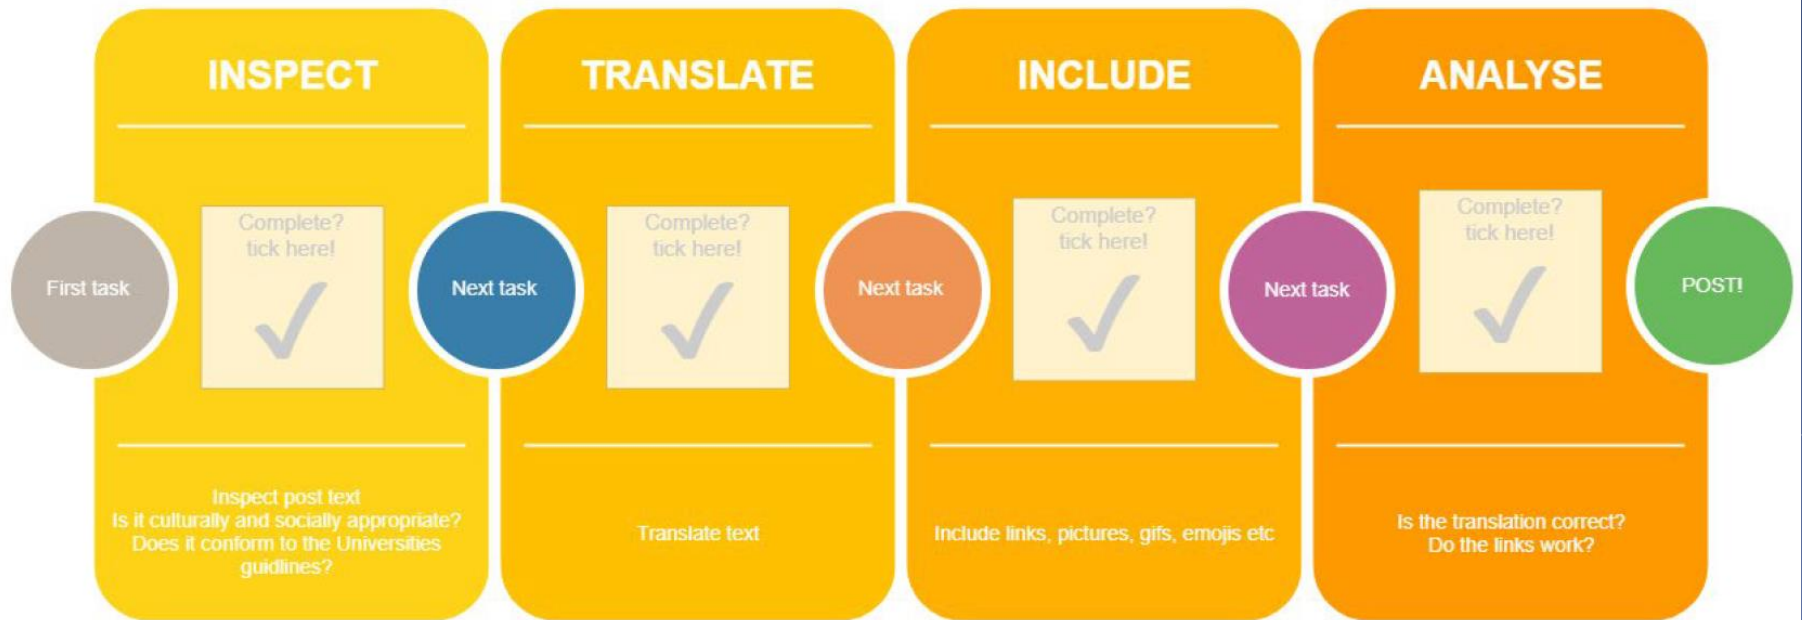 INSPECT
TRANSLATE
INCLUDE
ANALYSE
First task
Complete?
tick here!
Next task
Complete?
tick here!
Next task
Complete?
tick here!
Next task
Complete?
tick here!
POST!
Inspect post text
Is it culturally and socially appropriate?
Does it conform to the Universities
guidlines?
Translate text
Include links, pictures, gifs, emojis etc
Is the translation correct?
Do the links work?